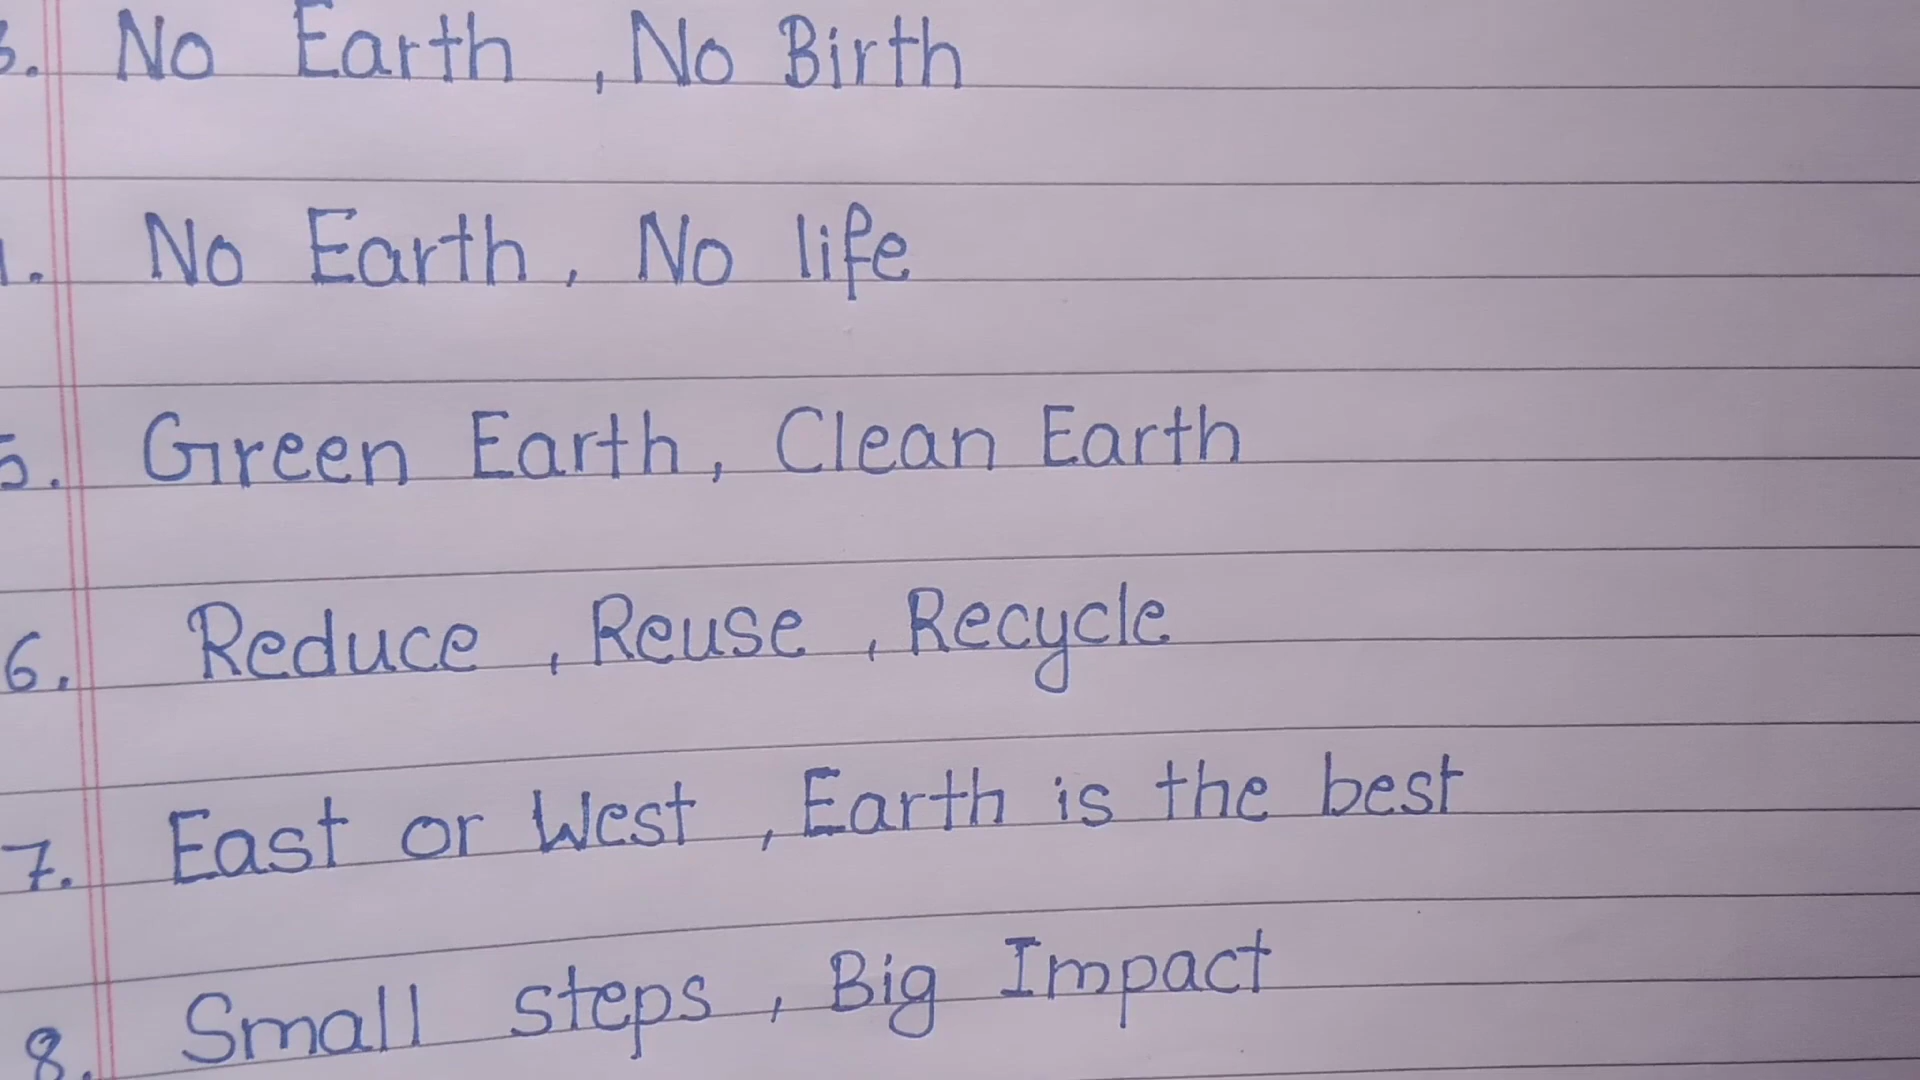 3. No Earth , No Birth
4. No Earth, No life
5. Green Earth, Clean Earth
6. Reduce , Reuse , Recycle
7. East or West , Earth is the best
8. Small steps , Big Impact